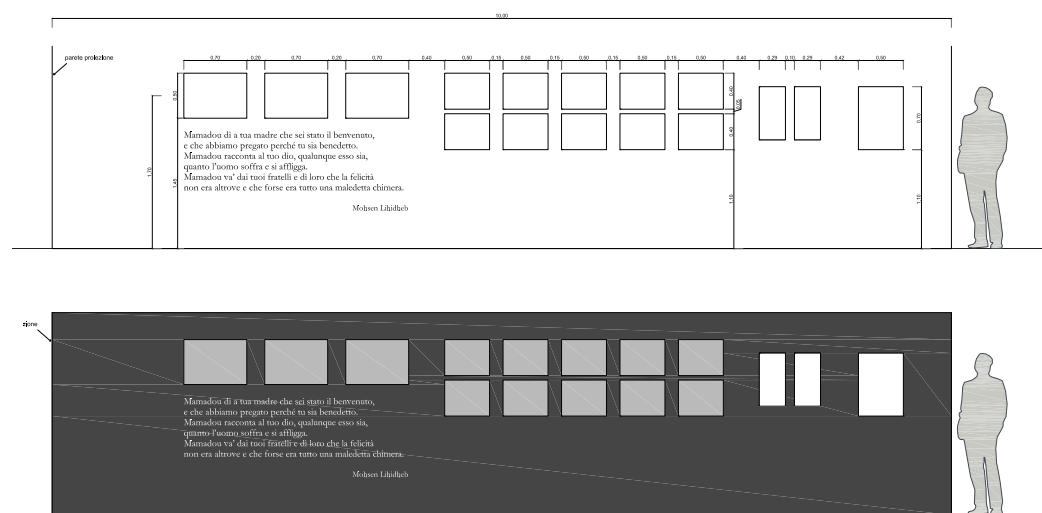 10,00
parete proiezione
0,70 0,20 0,70 0,20 0,70 0,40 0,50 0,15 0,50 0,15 0,50 0,15 0,50 0,15 0,50 0,40 0,29 0,10 0,29 0,42 0,50
0,50
0,40
0,05
0,40
0,70
1,70
1,40
1,10
1,10
Mamadou di a tua madre che sei stato il benvenuto,
e che abbiamo pregato perché tu sia benedetto.
Mamadou racconta al tuo dio, qualunque esso sia,
quanto l'uomo soffra e si affligga.
Mamadou va' dai tuoi fratelli e di loro che la felicità
non era altrove e che forse era tutto una maledetta chimera.
Mohsen Lihidheb
zione
Mamadou di a tua madre che sei stato il benvenuto,
e che abbiamo pregato perché tu sia benedetto.
Mamadou racconta al tuo dio, qualunque esso sia,
quanto l'uomo soffra e si affligga.
Mamadou va' dai tuoi fratelli e di loro che la felicità
non era altrove e che forse era tutto una maledetta chimera.
Mohsen Lihidheb